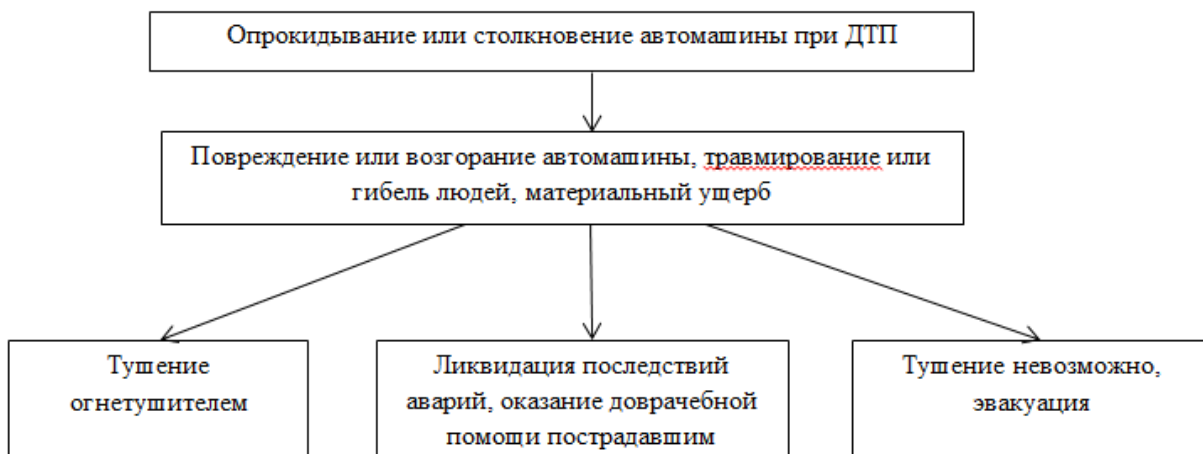 Опрокидывание или столкновение автомашины при ДТП
Повреждение или возгорание автомашины, травмирование или
гибель людей, материальный ущерб
Тушение
огнетушителем
Ликвидация последствий
аварий, оказание доврачебной
помощи пострадавшим
Тушение невозможно,
эвакуация